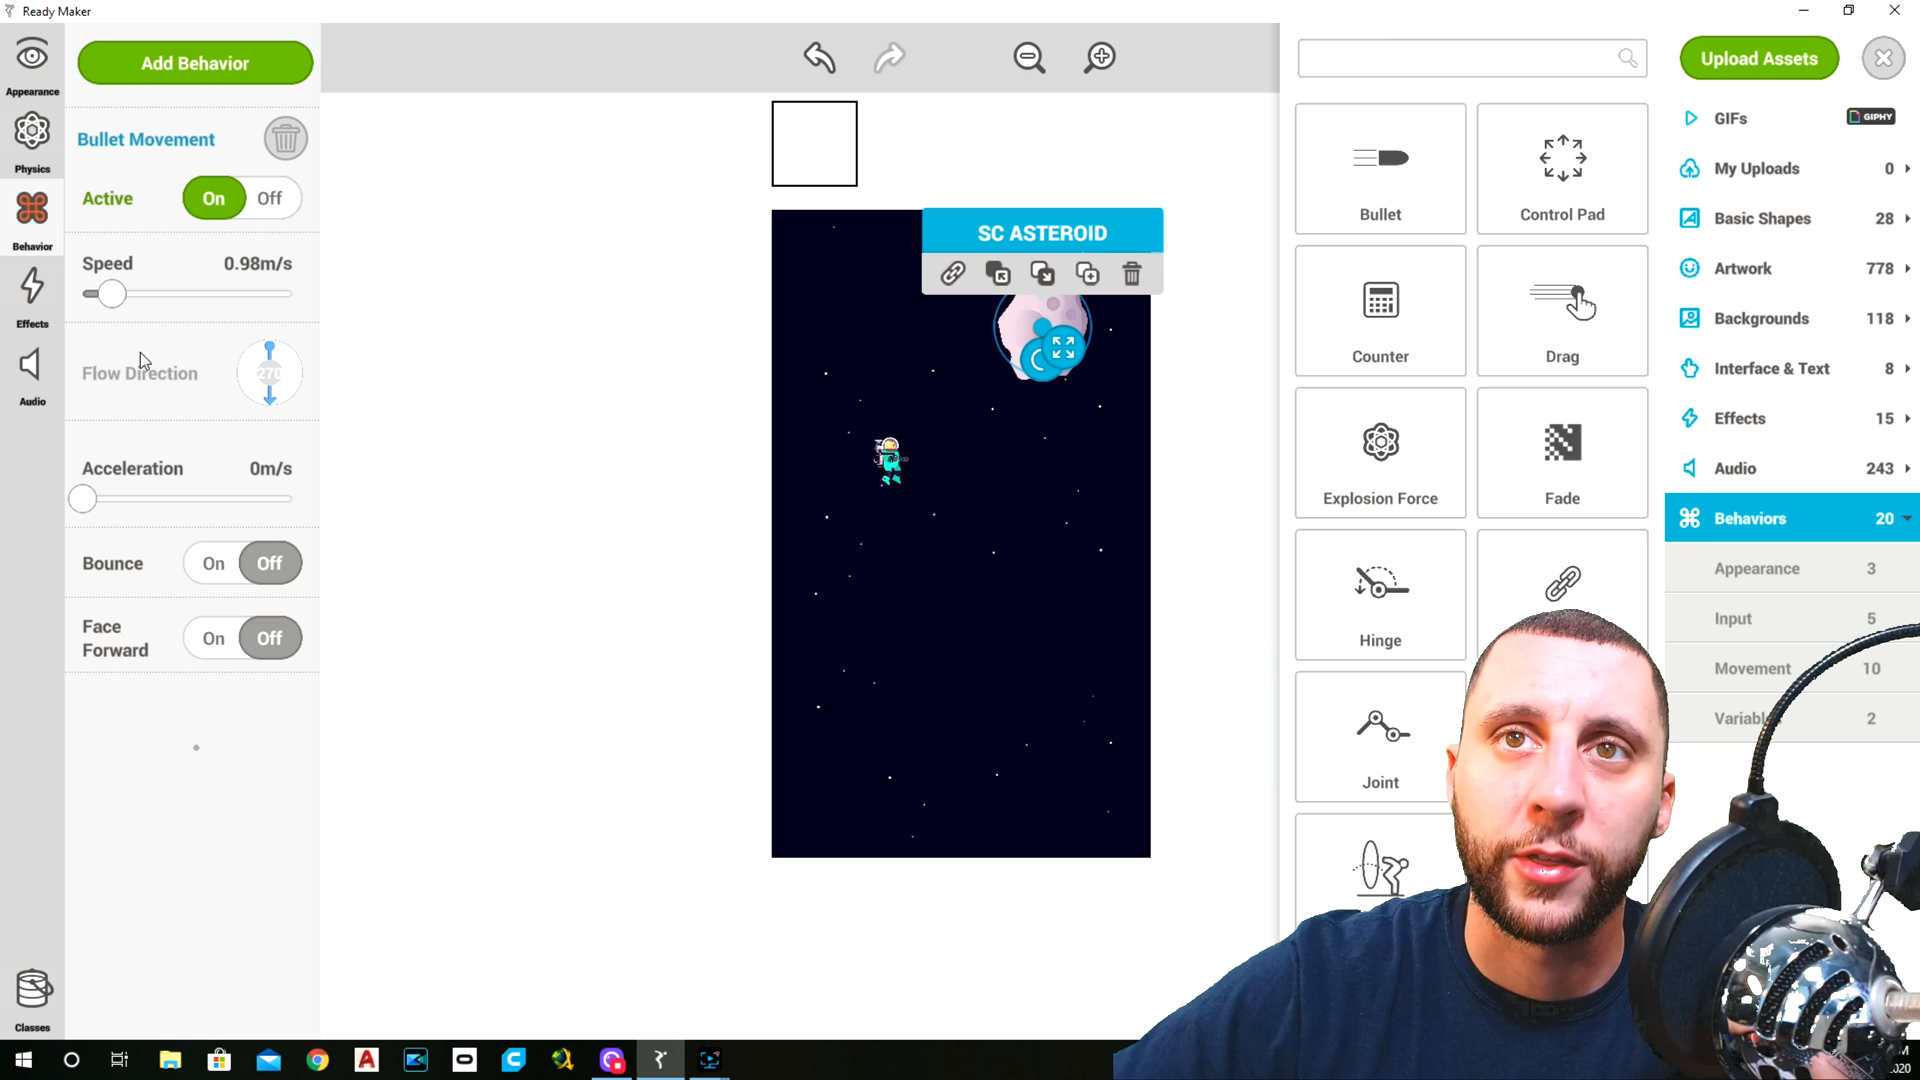 Ready Maker
Appearance
Physics
Behavior
Effects
Audio
Classes
Add Behavior
Bullet Movement
Active On Off
Speed 0.98m/s
Flow Direction 270
Acceleration 0m/s
Bounce On Off
Face Forward On Off
SC ASTEROID
Bullet
Control Pad
Counter
Drag
Explosion Force
Fade
Hinge
Joint
Upload Assets
GIFs GIPHY
My Uploads 0
Basic Shapes 28
Artwork 778
Backgrounds 118
Interface & Text 8
Effects 15
Audio 243
Behaviors 20
Appearance 3
Input 5
Movement 10
Variabl 2